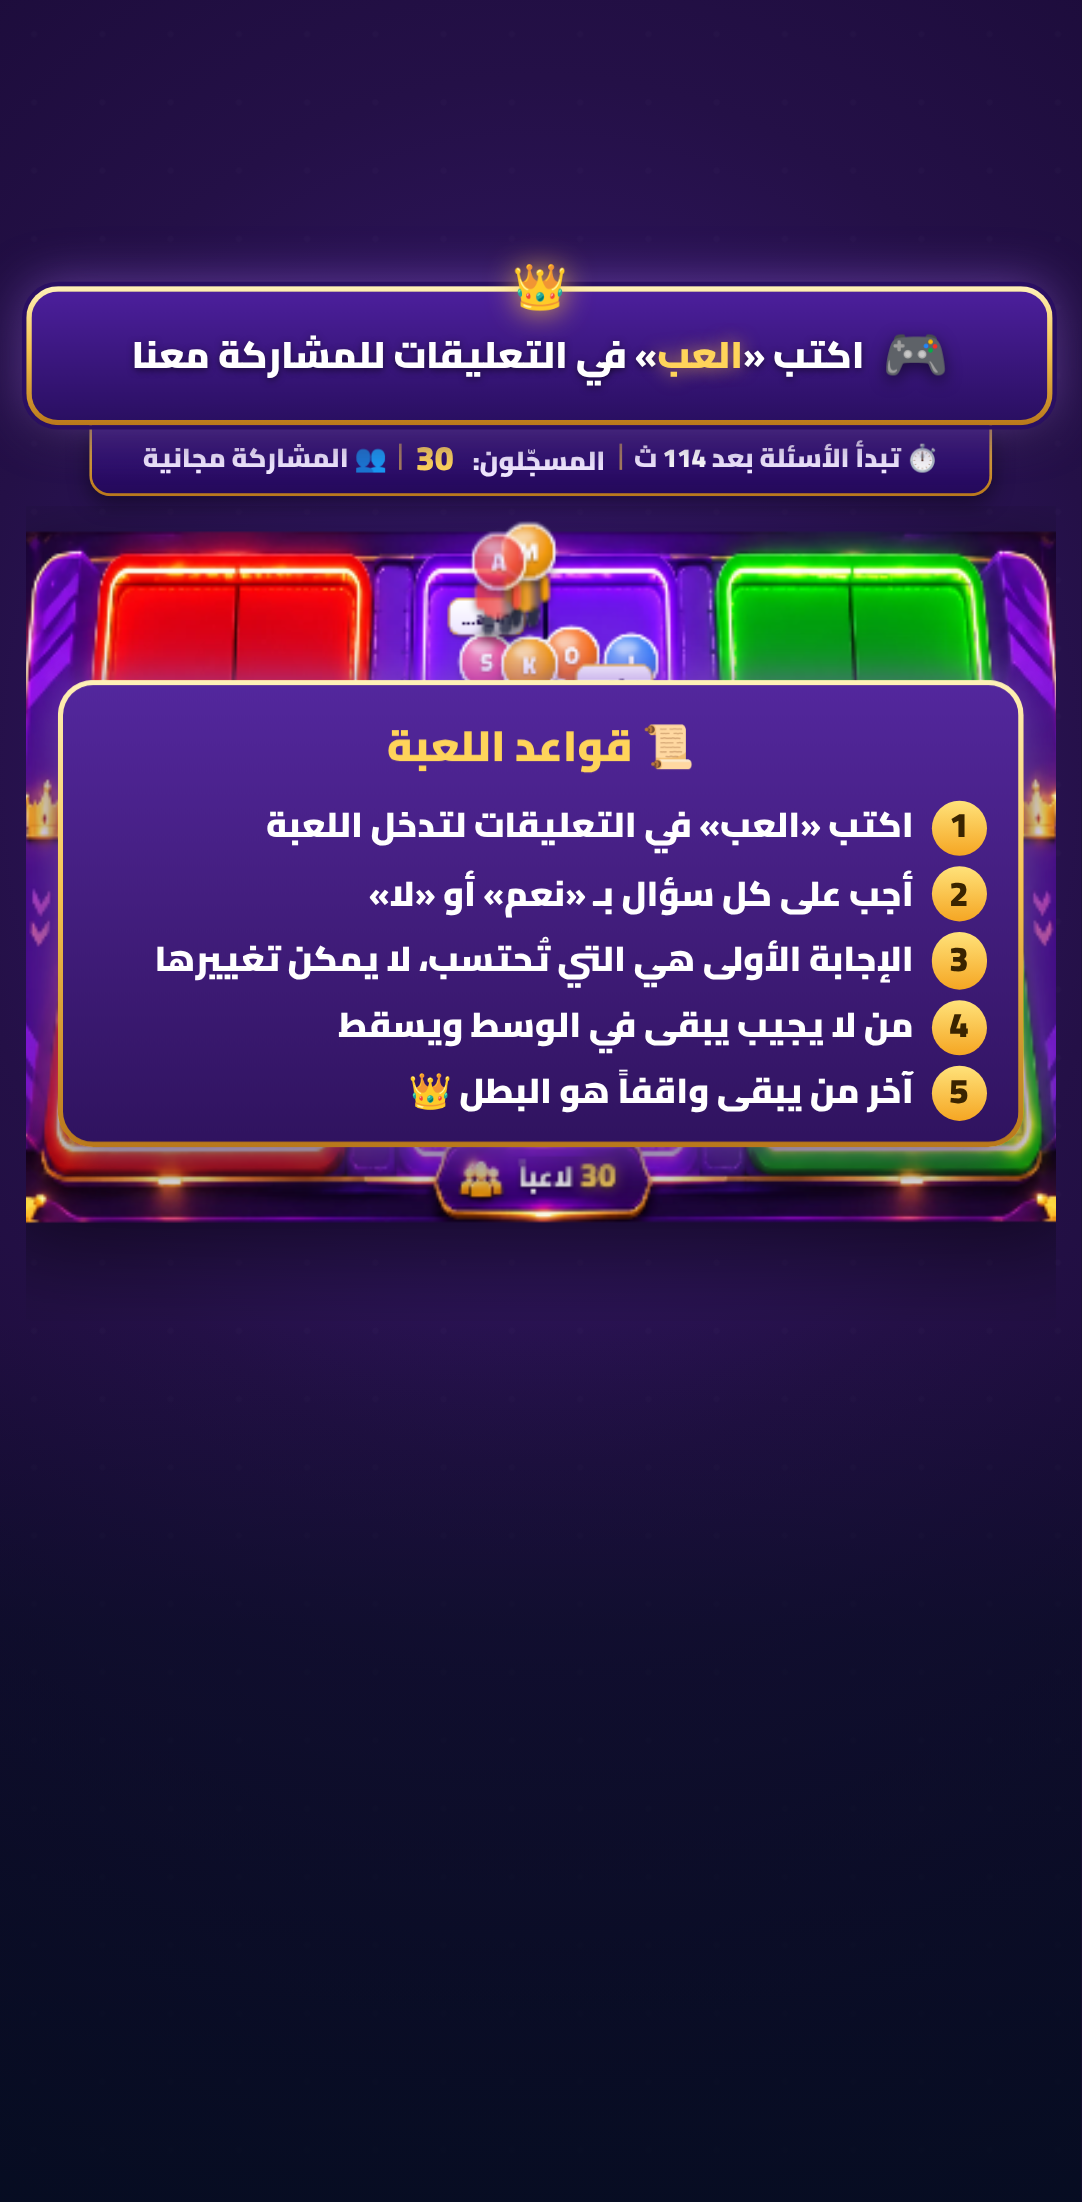 اكتب «العب» في التعليقات للمشاركة معنا
تبدأ الأسئلة بعد 114 ث | المسجّلون: 30 | المشاركة مجانية
A M
S K O
قواعد اللعبة
1 اكتب «العب» في التعليقات لتدخل اللعبة
2 أجب على كل سؤال بـ «نعم» أو «لا»
3 الإجابة الأولى هي التي تُحتسب، لا يمكن تغييرها
4 من لا يجيب يبقى في الوسط ويسقط
5 آخر من يبقى واقفاً هو البطل
30 لاعباً